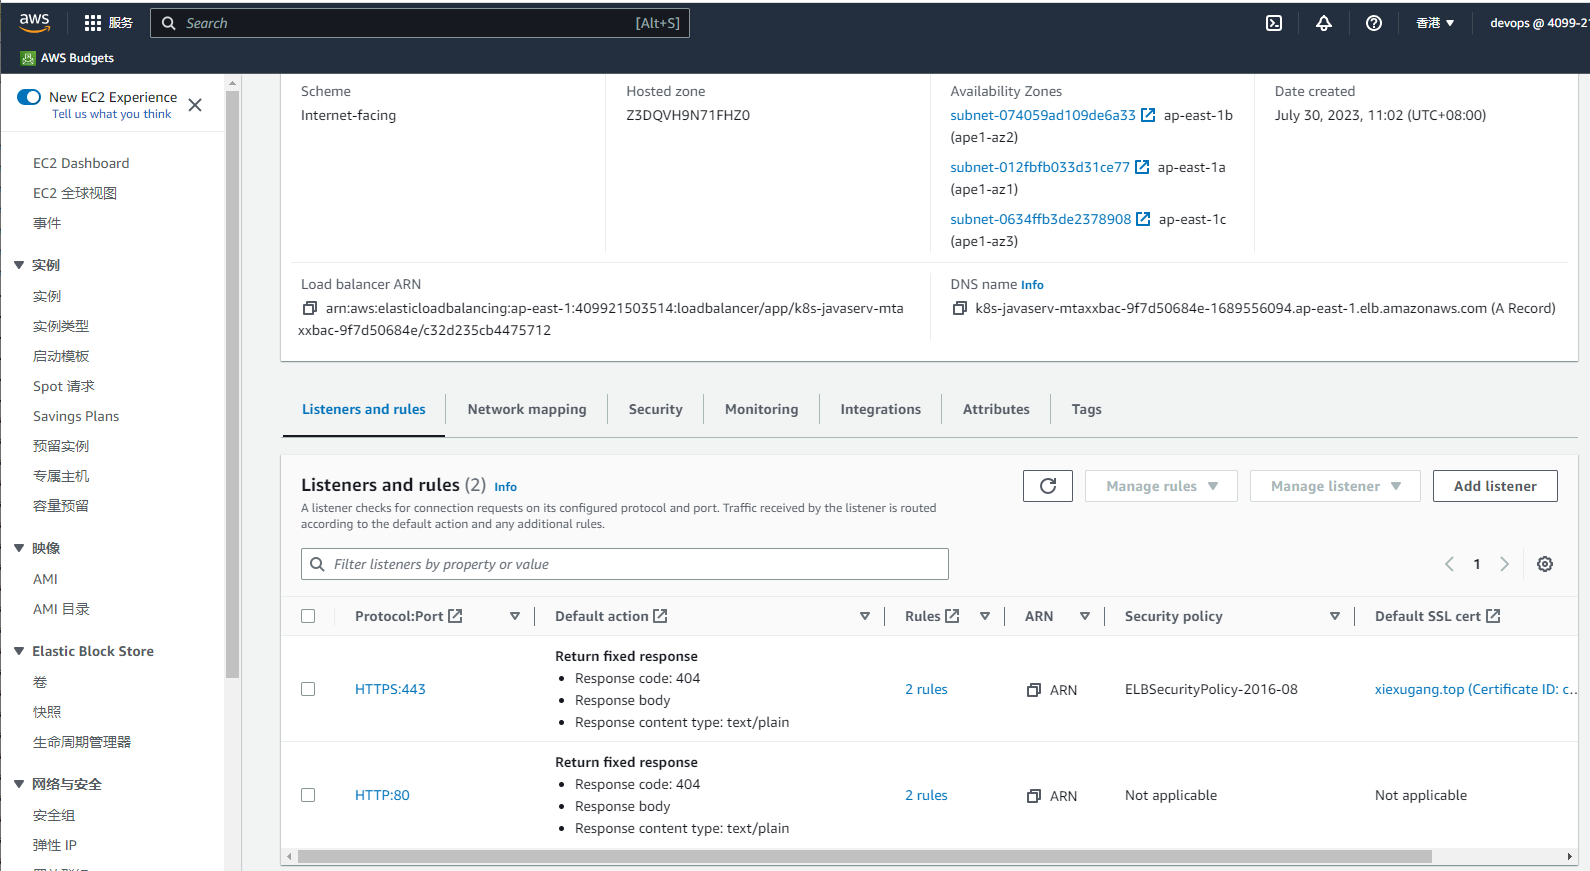 aws
服务
Search
[Alt+S]
香港
devops @ 4099-21
AWS Budgets
New EC2 Experience
Tell us what you think
EC2 Dashboard
EC2 全球视图
事件
实例
实例
实例类型
启动模板
Spot 请求
Savings Plans
预留实例
专属主机
容量预留
映像
AMI
AMI 目录
Elastic Block Store
卷
快照
生命周期管理器
网络与安全
安全组
弹性 IP
Scheme
Internet-facing
Hosted zone
Z3DQVH9N71FHZ0
Availability Zones
subnet-074059ad109de6a33 ap-east-1b
(ape1-az2)
subnet-012fbfb033d31ce77 ap-east-1a
(ape1-az1)
subnet-0634ffb3de2378908 ap-east-1c
(ape1-az3)
Date created
July 30, 2023, 11:02 (UTC+08:00)
Load balancer ARN
arn:aws:elasticloadbalancing:ap-east-1:409921503514:loadbalancer/app/k8s-javaserv-mta
xxbac-9f7d50684e/c32d235cb4475712
DNS name Info
k8s-javaserv-mtaxxbac-9f7d50684e-1689556094.ap-east-1.elb.amazonaws.com (A Record)
Listeners and rules
Network mapping
Security
Monitoring
Integrations
Attributes
Tags
Listeners and rules (2) Info
A listener checks for connection requests on its configured protocol and port. Traffic received by the listener is routed
according to the default action and any additional rules.
Manage rules
Manage listener
Add listener
Filter listeners by property or value
1
Protocol:Port
Default action
Rules
ARN
Security policy
Default SSL cert
HTTPS:443
Return fixed response
• Response code: 404
• Response body
• Response content type: text/plain
2 rules
ARN
ELBSecurityPolicy-2016-08
xiexugang.top (Certificate ID: c...
HTTP:80
Return fixed response
• Response code: 404
• Response body
• Response content type: text/plain
2 rules
ARN
Not applicable
Not applicable